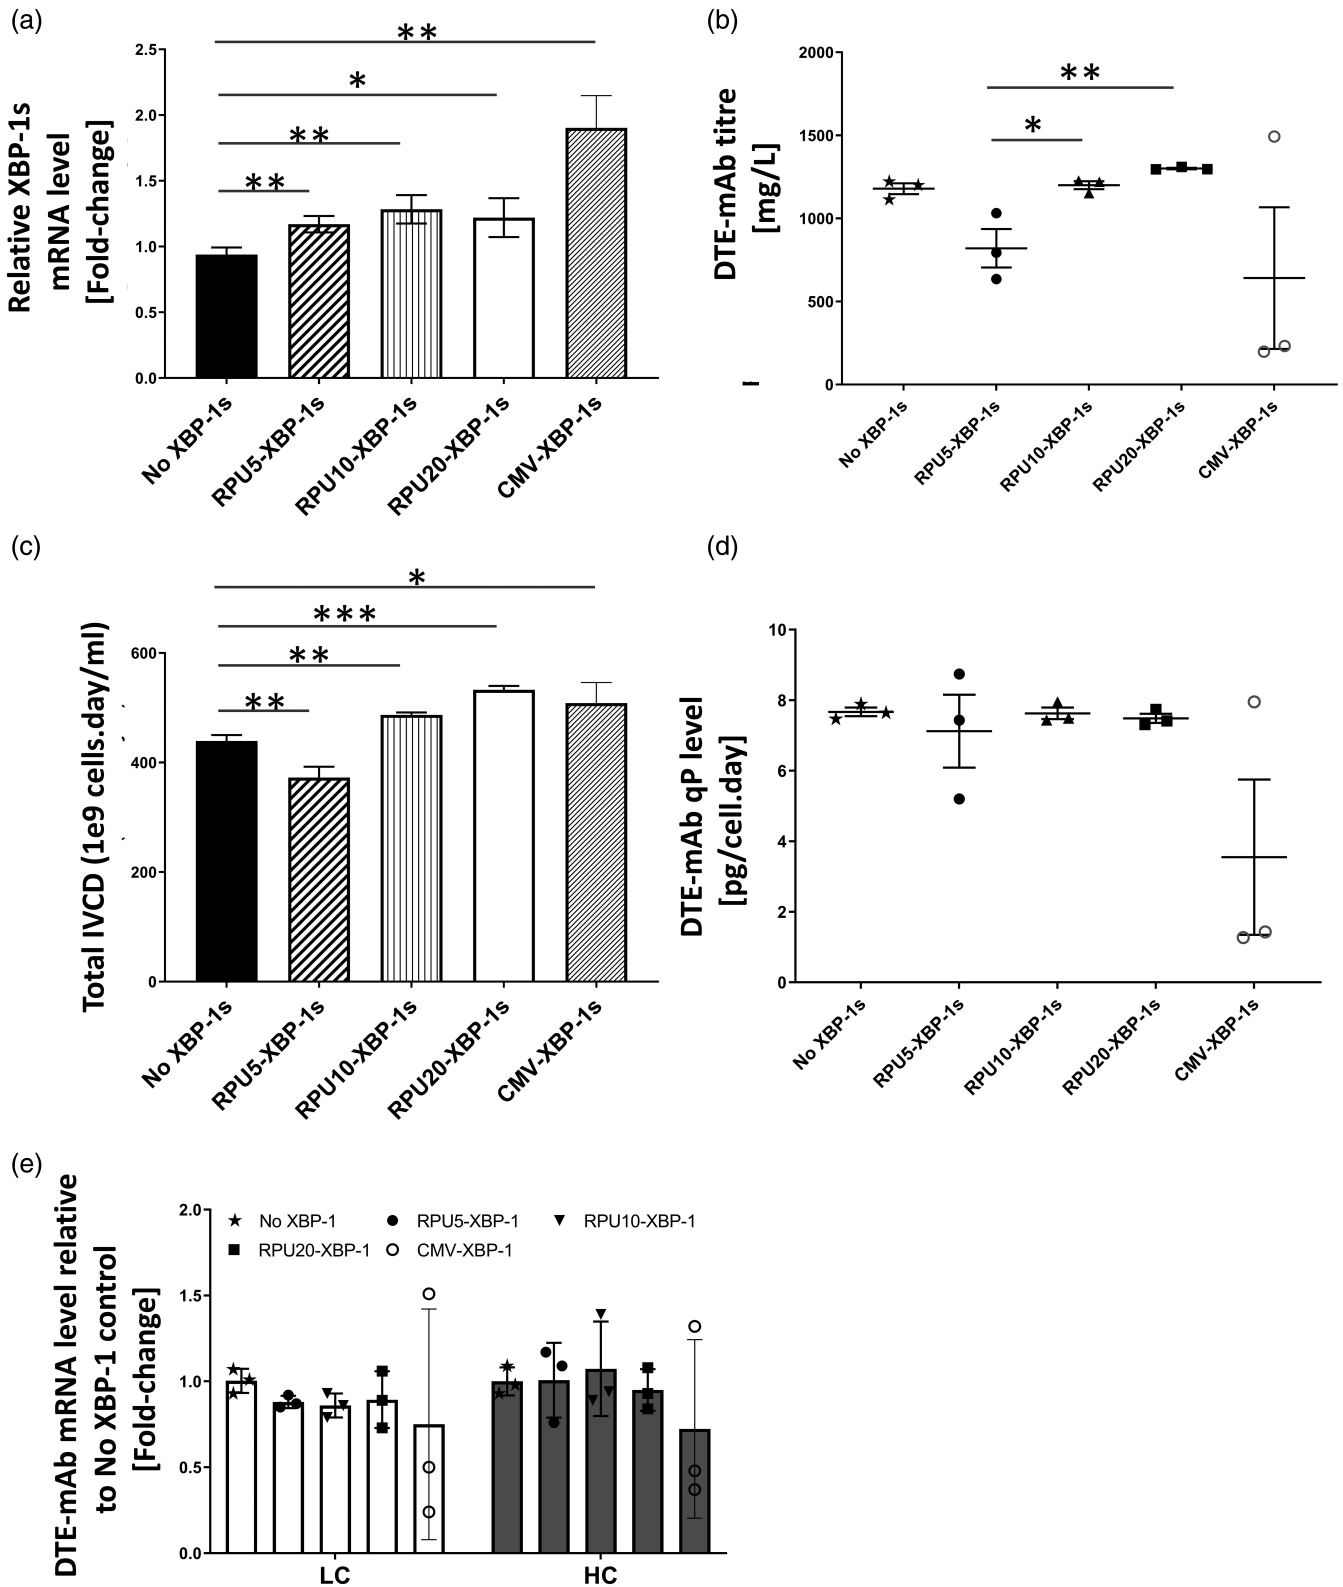 (a)
Relative XBP-1s
mRNA level
[Fold-change]
2.5
2.0
1.5
1.0
0.5
0.0
**
*
**
**
No XBP-1s
RPU5-XBP-1s
RPU10-XBP-1s
RPU20-XBP-1s
CMV-XBP-1s
(b)
DTE-mAb titre
[mg/L]
2000
1500
1000
500
0
**
*
No XBP-1s
RPU5-XBP-1s
RPU10-XBP-1s
RPU20-XBP-1s
CMV-XBP-1s
(c)
Total IVCD (1e9 cells.day/ml)
600
400
200
0
*
***
**
**
No XBP-1s
RPU5-XBP-1s
RPU10-XBP-1s
RPU20-XBP-1s
CMV-XBP-1s
(d)
DTE-mAb qP level
[pg/cell.day]
10
8
6
4
2
0
No XBP-1s
RPU5-XBP-1s
RPU10-XBP-1s
RPU20-XBP-1s
CMV-XBP-1s
(e)
DTE-mAb mRNA level relative
to No XBP-1 control
[Fold-change]
2.0
1.5
1.0
0.5
0.0
No XBP-1 RPU5-XBP-1 RPU10-XBP-1
RPU20-XBP-1 CMV-XBP-1
LC HC